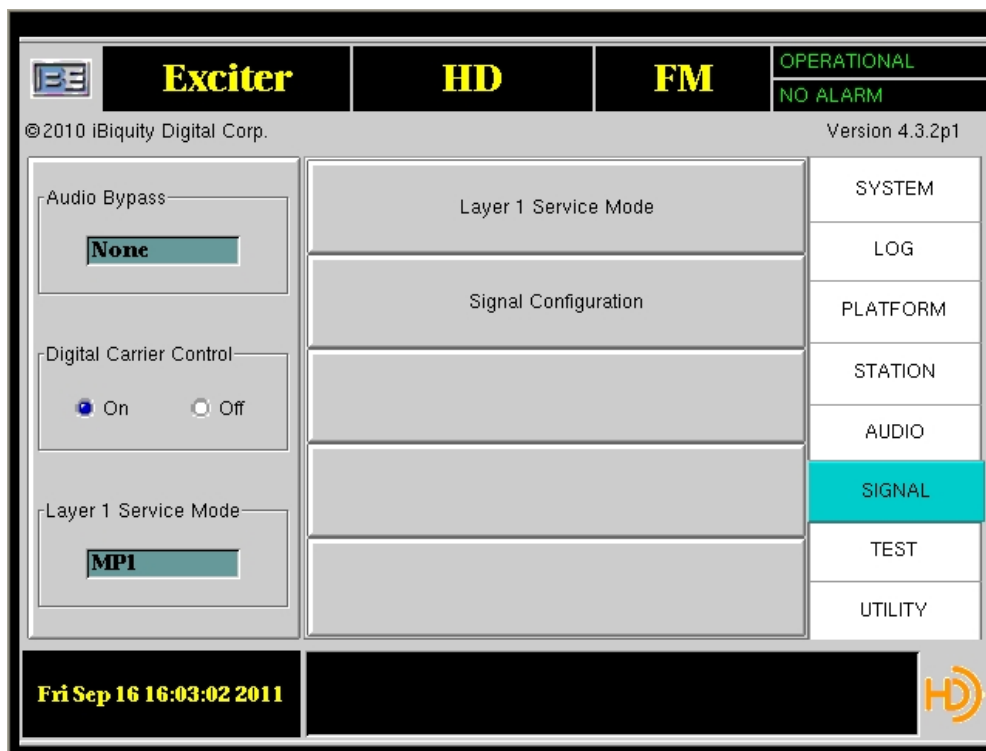 Exciter
HD
FM
OPERATIONAL
NO ALARM
©2010 iBiquity Digital Corp.
Version 4.3.2p1
Audio Bypass
None
Digital Carrier Control
On
Off
Layer 1 Service Mode
MP1
Layer 1 Service Mode
Signal Configuration
SYSTEM
LOG
PLATFORM
STATION
AUDIO
SIGNAL
TEST
UTILITY
Fri Sep 16 16:03:02 2011
HD